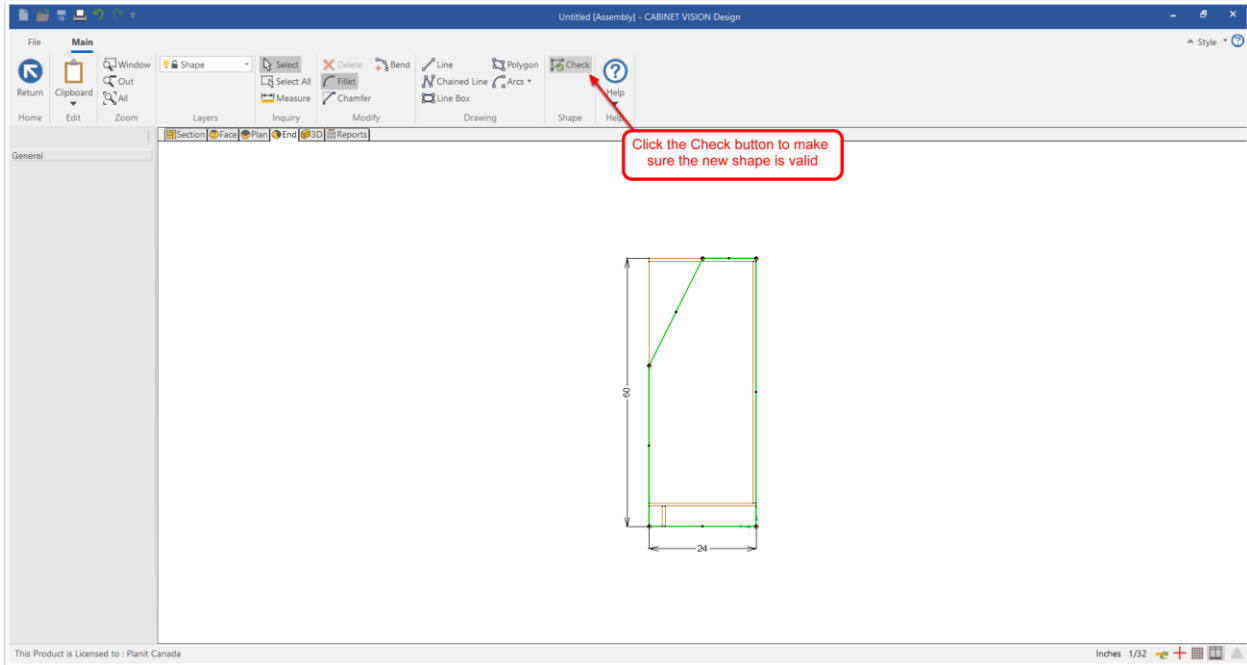 Untitled [Assembly] - CABINET VISION Design
File Main
Style
Return
Clipboard
Window
Out
All
Shape
Select
Select All
Measure
Delete
Fillet
Chamfer
Bend
Line
Chained Line
Line Box
Polygon
Arcs
Check
Help
Home Edit Zoom Layers Inquiry Modify Drawing Shape Help
Section Face Plan End 3D Reports
General
Click the Check button to make
sure the new shape is valid
60
24
This Product is Licensed to : Planit Canada
Inches 1/32